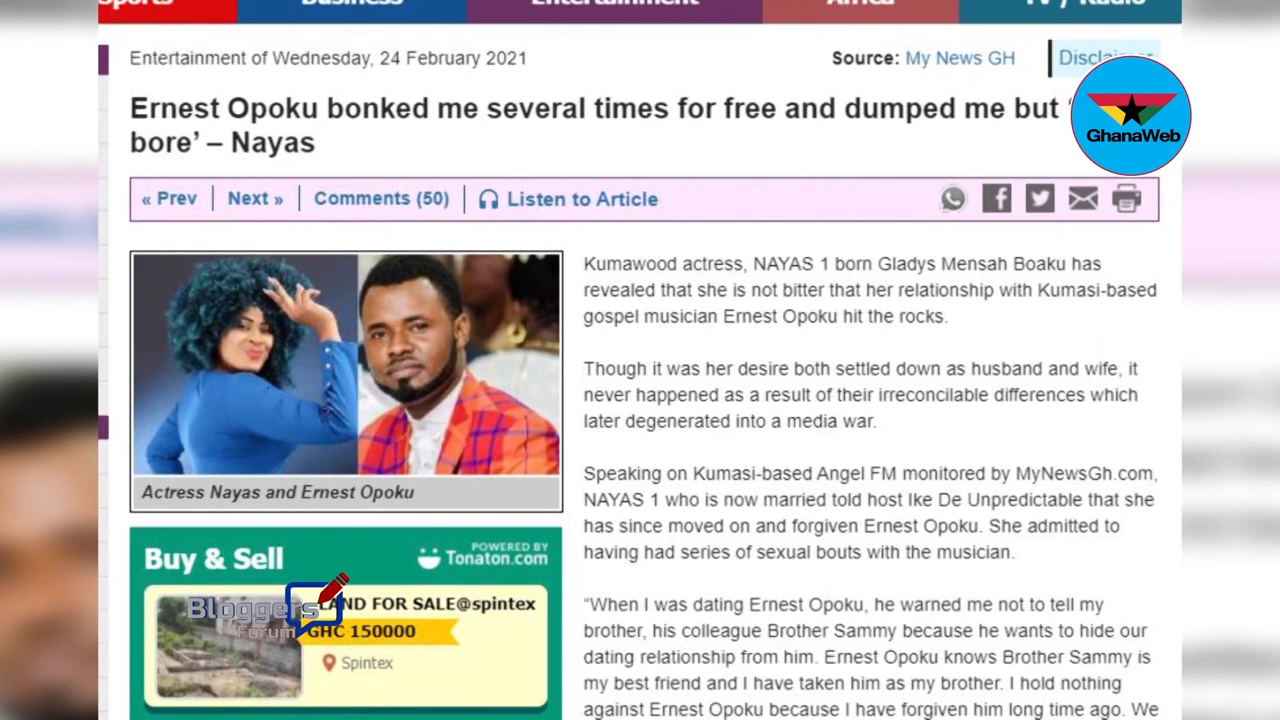 Sports Business Entertainment Africa TV / Radio
Entertainment of Wednesday, 24 February 2021
Source: My News GH
GhanaWeb
Ernest Opoku bonked me several times for free and dumped me but
bore’ – Nayas
« Prev Next » Comments (50) Listen to Article
f
Actress Nayas and Ernest Opoku
Kumawood actress, NAYAS 1 born Gladys Mensah Boaku has
revealed that she is not bitter that her relationship with Kumasi-based
gospel musician Ernest Opoku hit the rocks.
Though it was her desire both settled down as husband and wife, it
never happened as a result of their irreconcilable differences which
later degenerated into a media war.
Speaking on Kumasi-based Angel FM monitored by MyNewsGh.com,
NAYAS 1 who is now married told host Ike De Unpredictable that she
has since moved on and forgiven Ernest Opoku. She admitted to
having had series of sexual bouts with the musician.
“When I was dating Ernest Opoku, he warned me not to tell my
brother, his colleague Brother Sammy because he wants to hide our
dating relationship from him. Ernest Opoku knows Brother Sammy is
my best friend and I have taken him as my brother. I hold nothing
against Ernest Opoku because I have forgiven him long time ago. We
Buy & Sell
POWERED BY
Tonaton.com
LAND FOR SALE@spintex
GHC 150000
Spintex
Bloggers
Forum